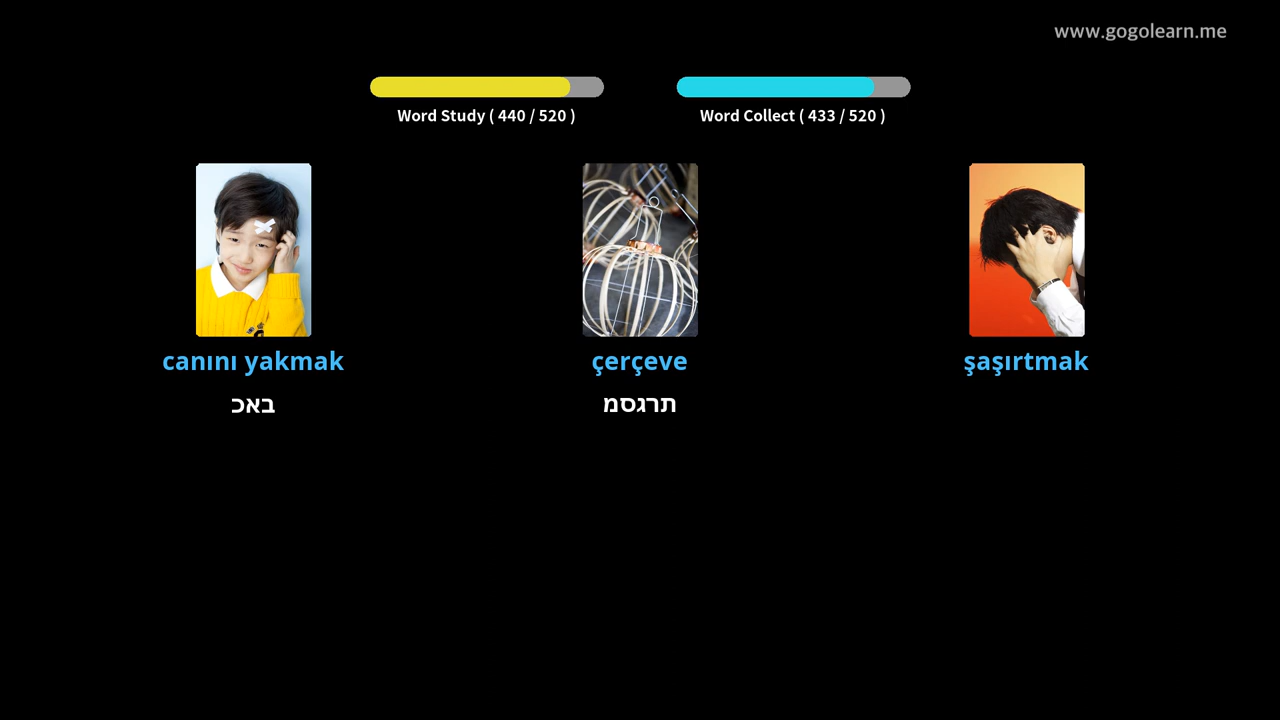 www.gogolearn.me
Word Study ( 440 / 520 )
Word Collect ( 433 / 520 )
canını yakmak
çerçeve
şaşırtmak
באכ
תרגסמ